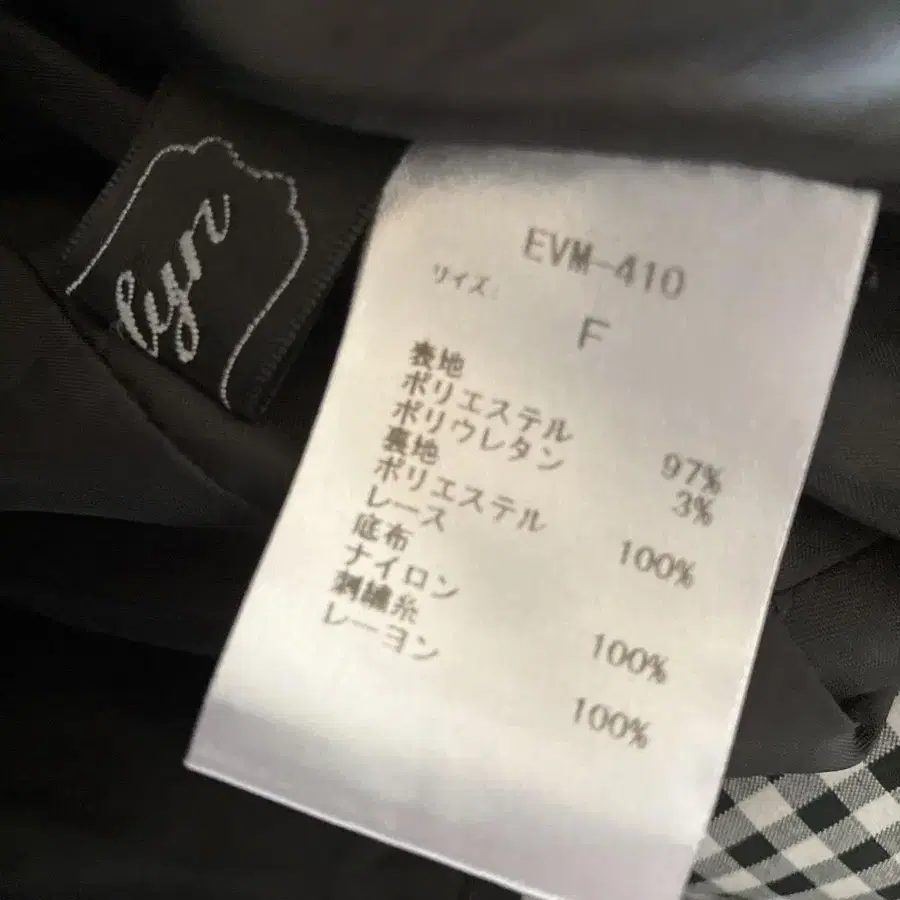 lyn
EVM-410
サイズ:
F
表地
ポリエステル 97%
ポリウレタン 3%
裏地
ポリエステル 100%
レース
底布
ナイロン 100%
刺繍糸
レーヨン 100%